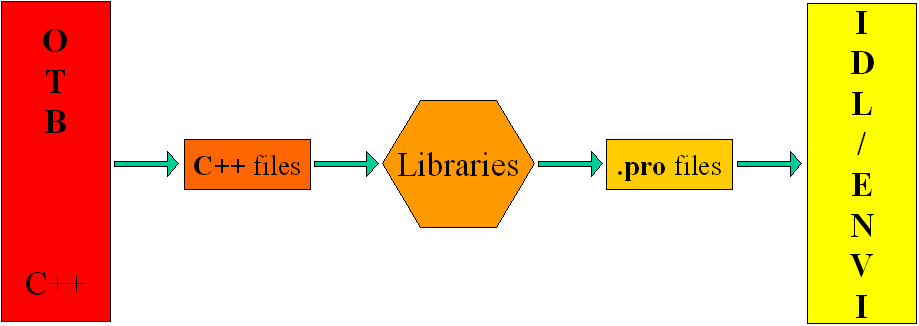 O
T
B
C++
C++ files
Libraries
.pro files
I
D
L
/
E
N
V
I